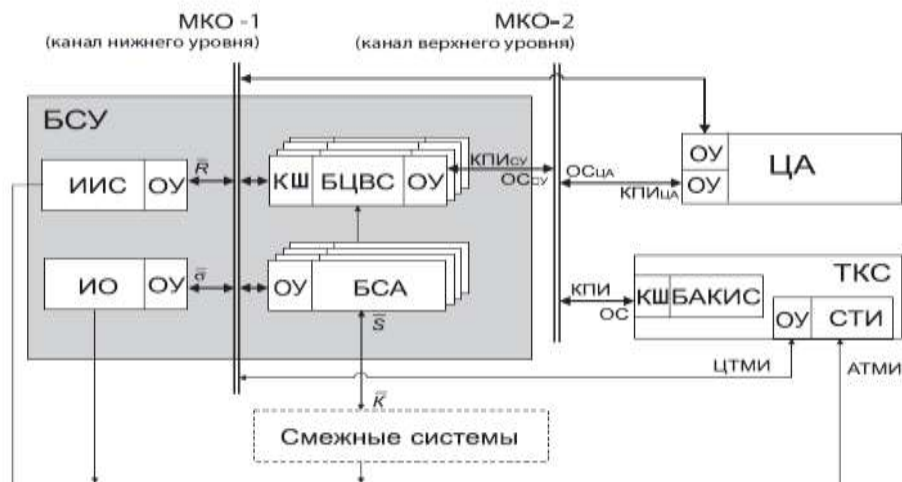 МКО -1
(канал нижнего уровня)
МКО-2
(канал верхнего уровня)
БСУ
ИИС ОУ
R
КШ БЦВС ОУ
КПИсу
ОСсу
ОСЦА
КПИЦА
ОУ
ОУ
ЦА
ИО ОУ
ОУ БСА
S
КПИ
ОС
ТКС
КШ БАКИС
ОУ СТИ
ЦТМИ
АТМИ
K
Смежные системы